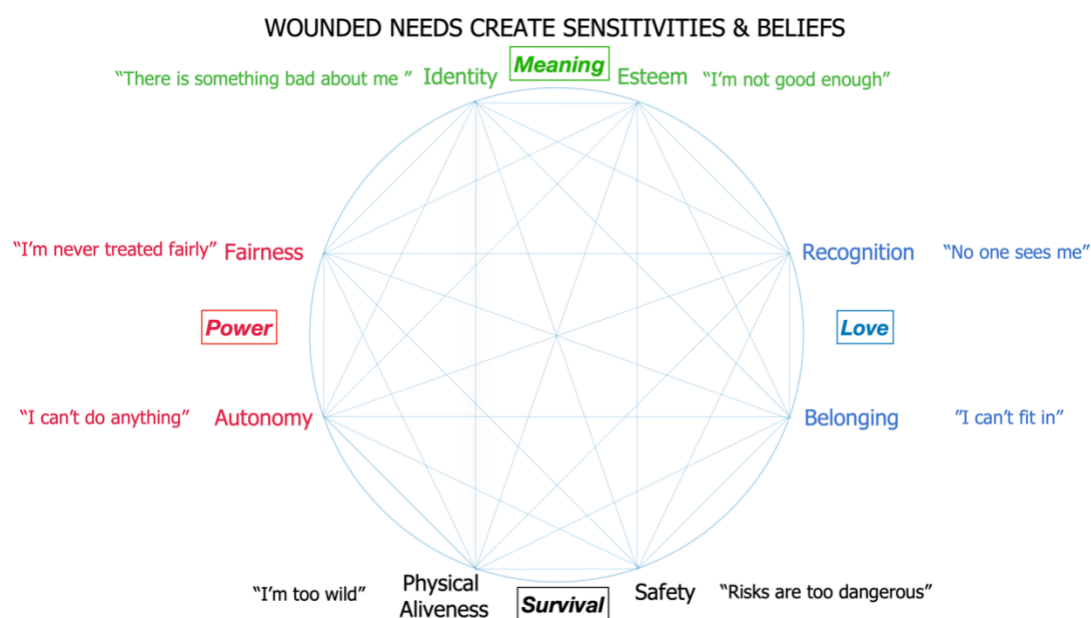 WOUNDED NEEDS CREATE SENSITIVITIES & BELIEFS
Meaning
“There is something bad about me ” Identity Esteem “I’m not good enough”
“I’m never treated fairly” Fairness Recognition “No one sees me”
Power Love
“I can’t do anything” Autonomy Belonging ”I can’t fit in”
“I’m too wild” Physical
Aliveness Survival Safety “Risks are too dangerous”